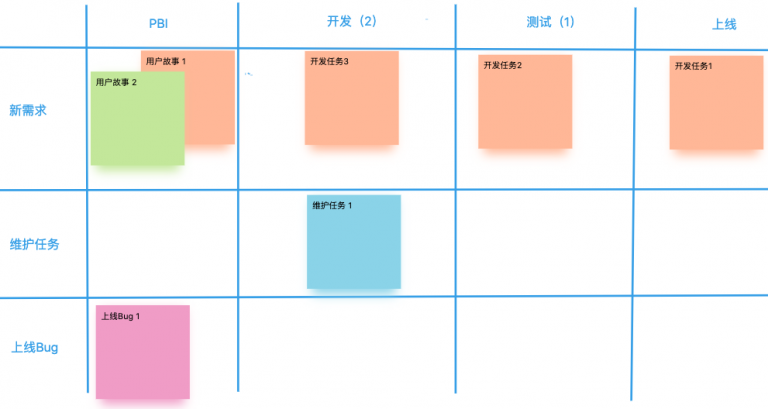 PBI
开发（2）
测试（1）
上线
新需求
用户故事 1
用户故事 2
开发任务3
开发任务2
开发任务1
维护任务
维护任务 1
上线Bug
上线Bug 1